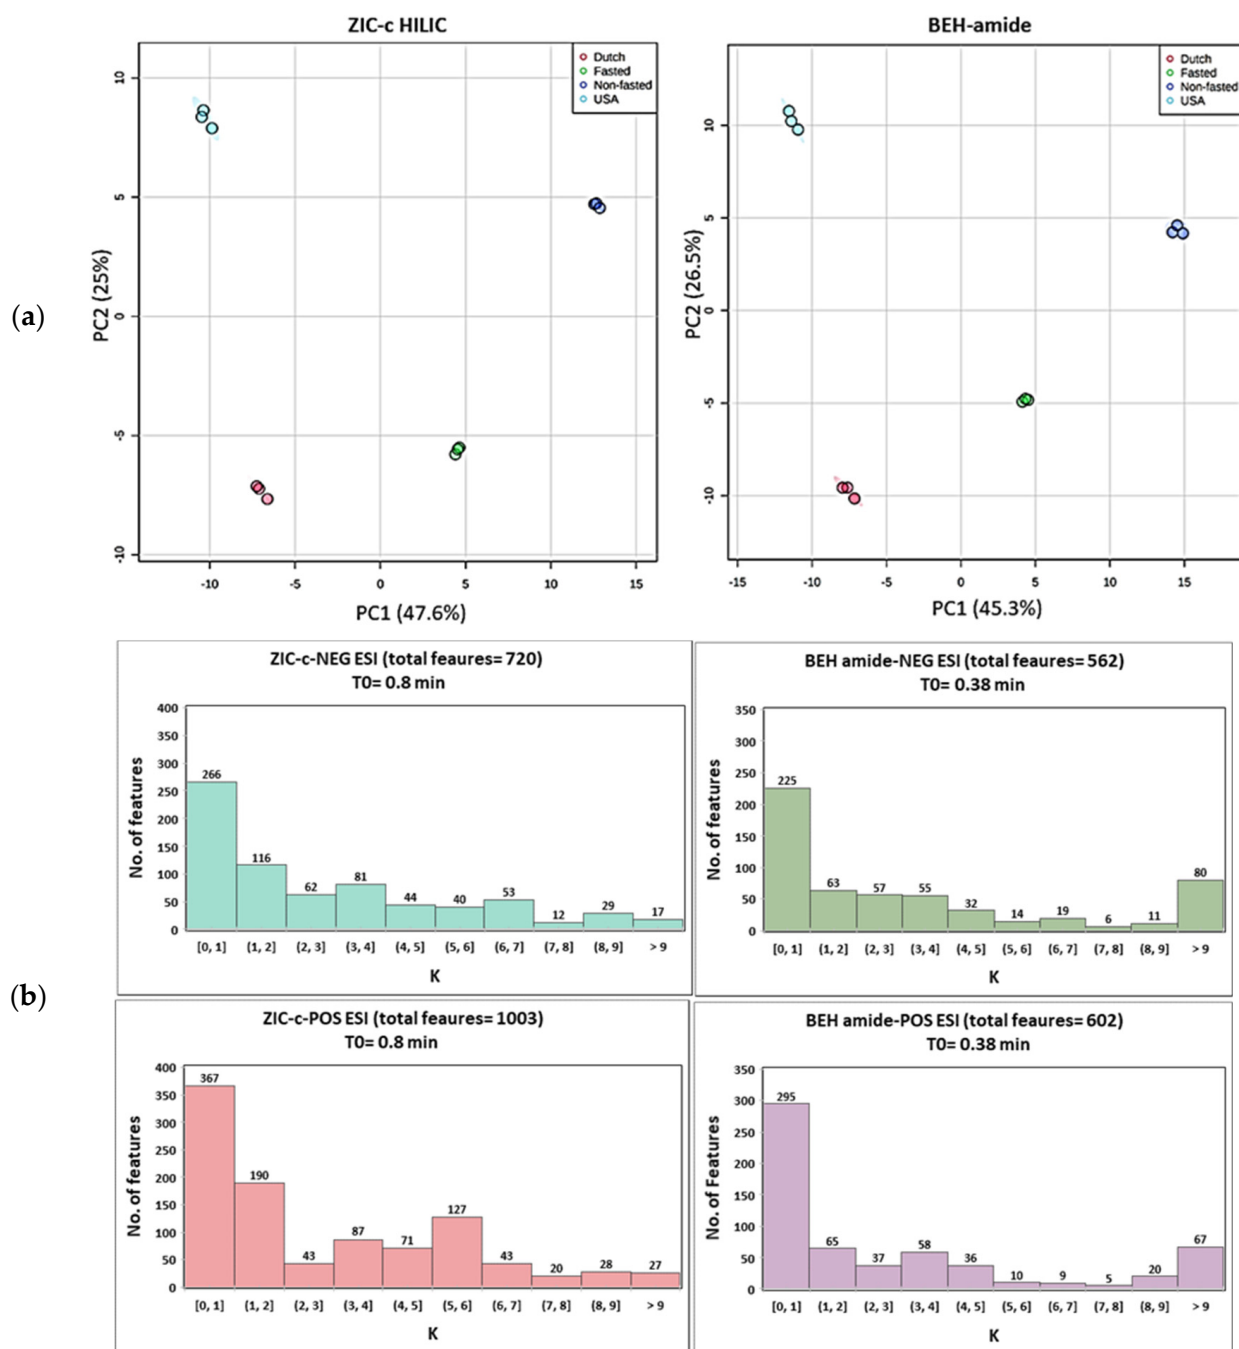 ZIC-c HILIC
Dutch
Fasted
Non-fasted
USA
10
5
0
-5
-10
PC2 (25%)
-10 -5 0 5 10 15
PC1 (47.6%)
BEH-amide
Dutch
Fasted
Non-fasted
USA
10
5
0
-5
-10
PC2 (26.5%)
-15 -10 -5 0 5 10 15
PC1 (45.3%)
(a)
ZIC-c-NEG ESI (total feaures= 720)
T0= 0.8 min
No. of features
400
350
300
250
200
150
100
50
0
266 116 62 81 44 40 53 12 29 17
[0, 1] (1, 2] (2, 3] (3, 4] (4, 5] (5, 6] (6, 7] (7, 8] (8, 9] > 9
K
BEH amide-NEG ESI (total feaures= 562)
T0= 0.38 min
No. of features
350
300
250
200
150
100
50
0
225 63 57 55 32 14 19 6 11 80
[0, 1] (1, 2] (2, 3] (3, 4] (4, 5] (5, 6] (6, 7] (7, 8] (8, 9] > 9
K
(b)
ZIC-c-POS ESI (total feaures= 1003)
T0= 0.8 min
No. of features
400
350
300
250
200
150
100
50
0
367 190 43 87 71 127 43 20 28 27
[0, 1] (1, 2] (2, 3] (3, 4] (4, 5] (5, 6] (6, 7] (7, 8] (8, 9] > 9
K
BEH amide-POS ESI (total feaures= 602)
T0= 0.38 min
No. of Features
350
300
250
200
150
100
50
0
295 65 37 58 36 10 9 5 20 67
[0, 1] (1, 2] (2, 3] (3, 4] (4, 5] (5, 6] (6, 7] (7, 8] (8, 9] > 9
K